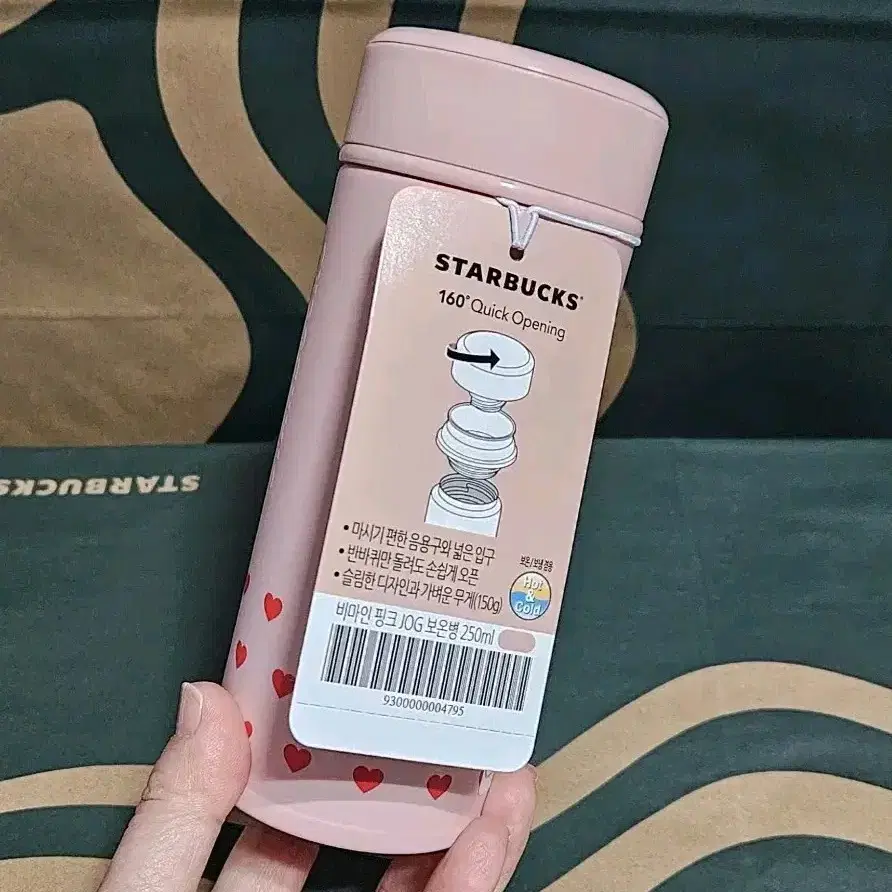 STARBUCKS
160° Quick Opening
• 마시기 편한 음용구와 넓은 입구
• 반바퀴만 돌려도 손쉽게 오픈
• 슬림한 디자인과 가벼운 무게(150g)
보온/보냉 겸용
Hot
&
Cold
비마인 핑크 JOG 보온병 250ml
9300000004795
STARBUCKS